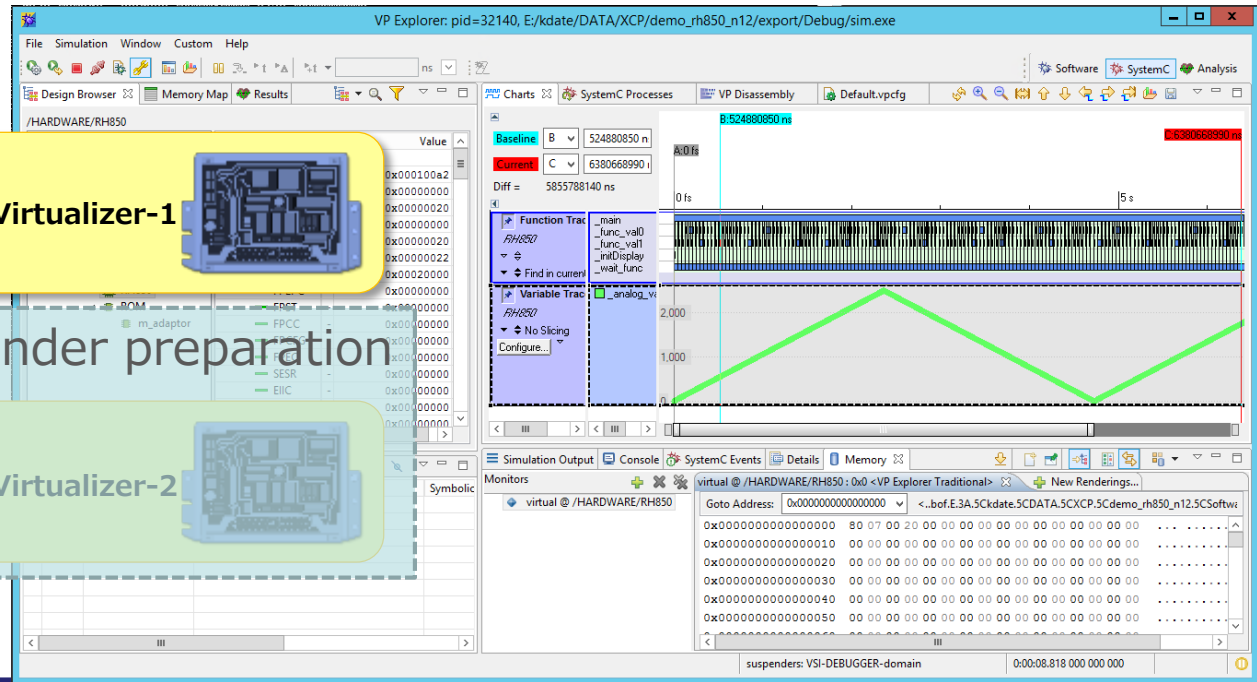 VP Explorer: pid=32140, E:/kdate/DATA/XCP/demo_rh850_n12/export/Debug/sim.exe
File Simulation Window Custom Help
ns
Software SystemC Analysis
Design Browser Memory Map Results
Charts SystemC Processes VP Disassembly Default.vpcfg
/HARDWARE/RH850
Value
0x000100a2
0x00000000
0x00000020
0x00000000
0x00000020
0x00000022
0x00020000
0x00000000
Virtualizer-1
ROM FPST
m_adaptor FPCC - 0x00000000
nder preparation
SESR - 0x00000000
EIIC - 0x00000000
Virtualizer-2
Symbolic
Baseline B 524880850 n
Current C 6380668990
Diff = 5855788140 ns
B:524880850 ns
C:6380668990 ns
A:0 fs
0 fs 5 s
Function Trac
RH850
Find in current
_main
_func_val0
_func_val1
_initDisplay
_wait_func
Variable Trac
RH850
No Slicing
Configure...
_analog_va
2,000
1,000
0
Simulation Output Console SystemC Events Details Memory
Monitors
virtual @ /HARDWARE/RH850
virtual @ /HARDWARE/RH850 : 0x0 <VP Explorer Traditional> New Renderings...
Goto Address: 0x0000000000000000 <..bof.E.3A.5Ckdate.5CDATA.5CXCP.5Cdemo_rh850_n12.5CSoftwa
0x0000000000000000 80 07 00 20 00 00 00 00 00 00 00 00 00 00 00 00 ... ........
0x0000000000000010 00 00 00 00 00 00 00 00 00 00 00 00 00 00 00 00 ..........
0x0000000000000020 00 00 00 00 00 00 00 00 00 00 00 00 00 00 00 00 ..........
0x0000000000000030 00 00 00 00 00 00 00 00 00 00 00 00 00 00 00 00 ..........
0x0000000000000040 00 00 00 00 00 00 00 00 00 00 00 00 00 00 00 00 ..........
0x0000000000000050 00 00 00 00 00 00 00 00 00 00 00 00 00 00 00 00 ..........
suspenders: VSI-DEBUGGER-domain 0:00:08.818 000 000 000